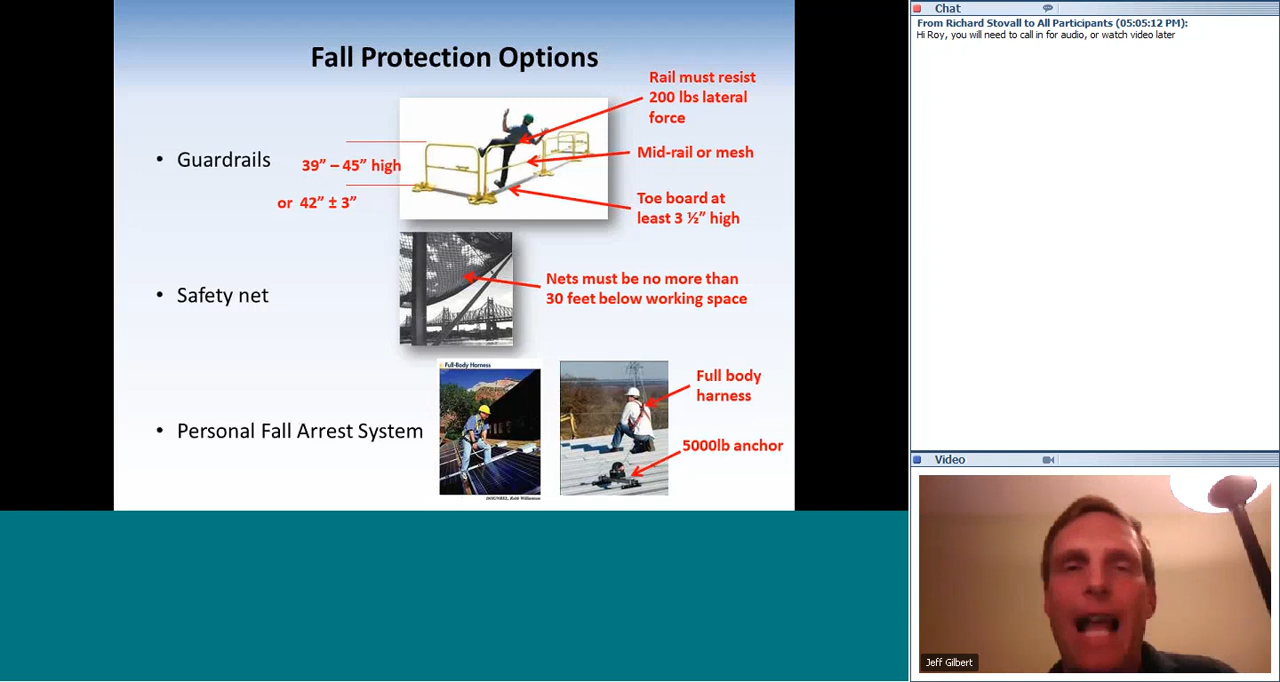 Fall Protection Options
Rail must resist
200 lbs lateral
force
• Guardrails
39” – 45” high
or 42” ± 3”
Mid-rail or mesh
Toe board at
least 3 ½” high
• Safety net
Nets must be no more than
30 feet below working space
• Personal Fall Arrest System
Full-Body Harness
Full body
harness
5000lb anchor
Chat
From Richard Stovall to All Participants (05:05:12 PM):
Hi Roy, you will need to call in for audio, or watch video later
Video
Jeff Gilbert